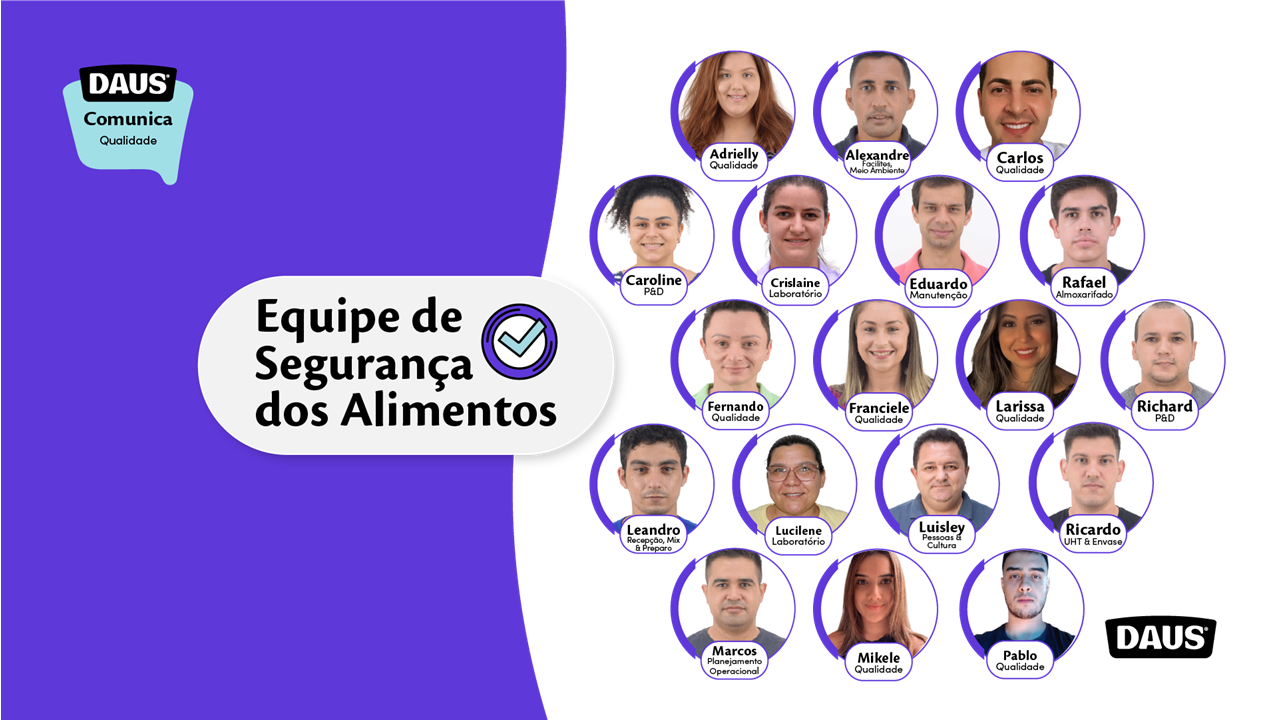 DAUS
Comunica
Qualidade
Equipe de
Segurança
dos Alimentos
Adrielly
Qualidade
Alexandre
Facilites,
Meio Ambiente
Carlos
Qualidade
Caroline
P&D
Crislaine
Laboratório
Eduardo
Manutenção
Rafael
Almoxarifado
Fernando
Qualidade
Franciele
Qualidade
Larissa
Qualidade
Richard
P&D
Leandro
Recepção, Mix
& Preparo
Lucilene
Laboratório
Luisley
Pessoas &
Cultura
Ricardo
UHT & Envase
Marcos
Planejamento
Operacional
Mikele
Qualidade
Pablo
Qualidade
DAUS